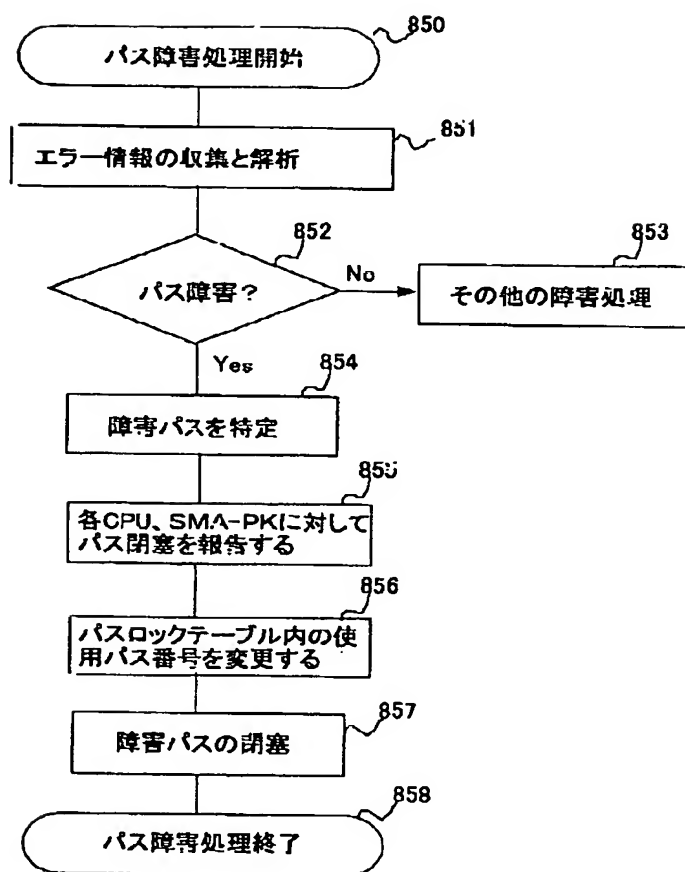 850
パス障害処理開始
851
エラー情報の収集と解析
852
パス障害？
No
853
その他の障害処理
Yes
854
障害パスを特定
855
各CPU、SMA-PKに対して
パス閉塞を報告する
856
パスロックテーブル内の使
用パス番号を変更する
857
障害パスの閉塞
858
パス障害処理終了